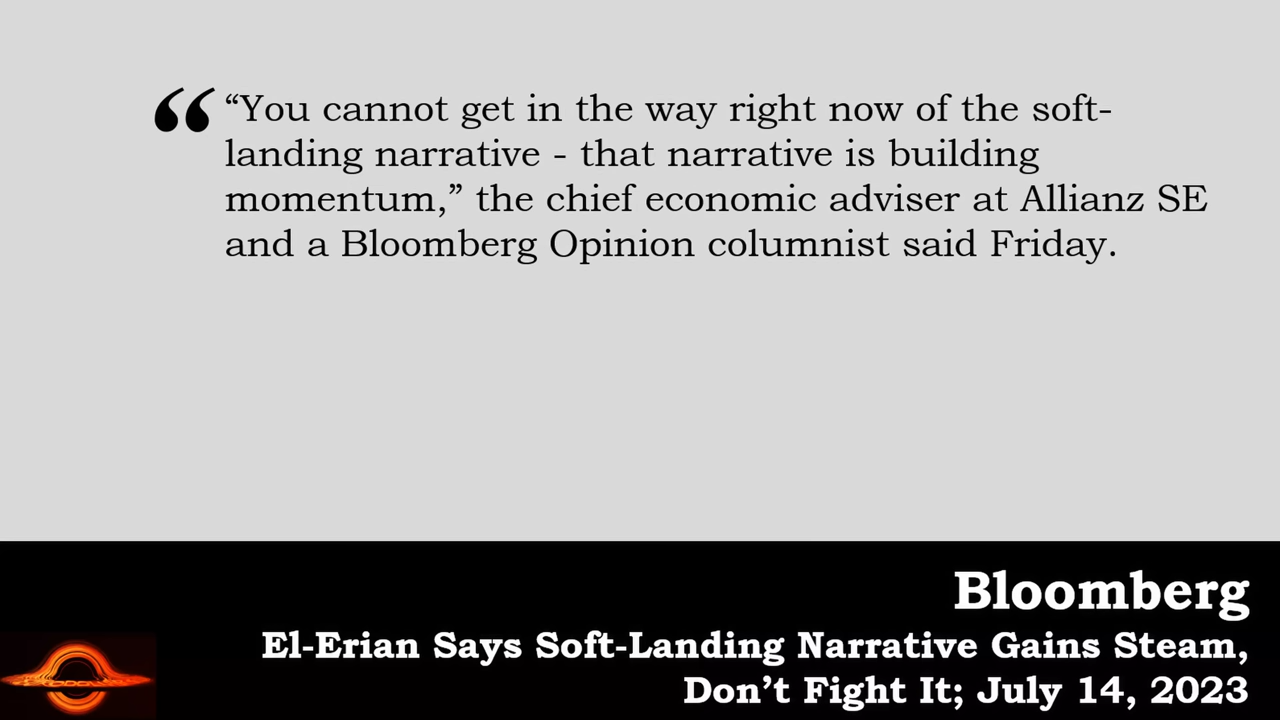 “
“You cannot get in the way right now of the soft-
landing narrative - that narrative is building
momentum,” the chief economic adviser at Allianz SE
and a Bloomberg Opinion columnist said Friday.
Bloomberg
El-Erian Says Soft-Landing Narrative Gains Steam,
Don’t Fight It; July 14, 2023